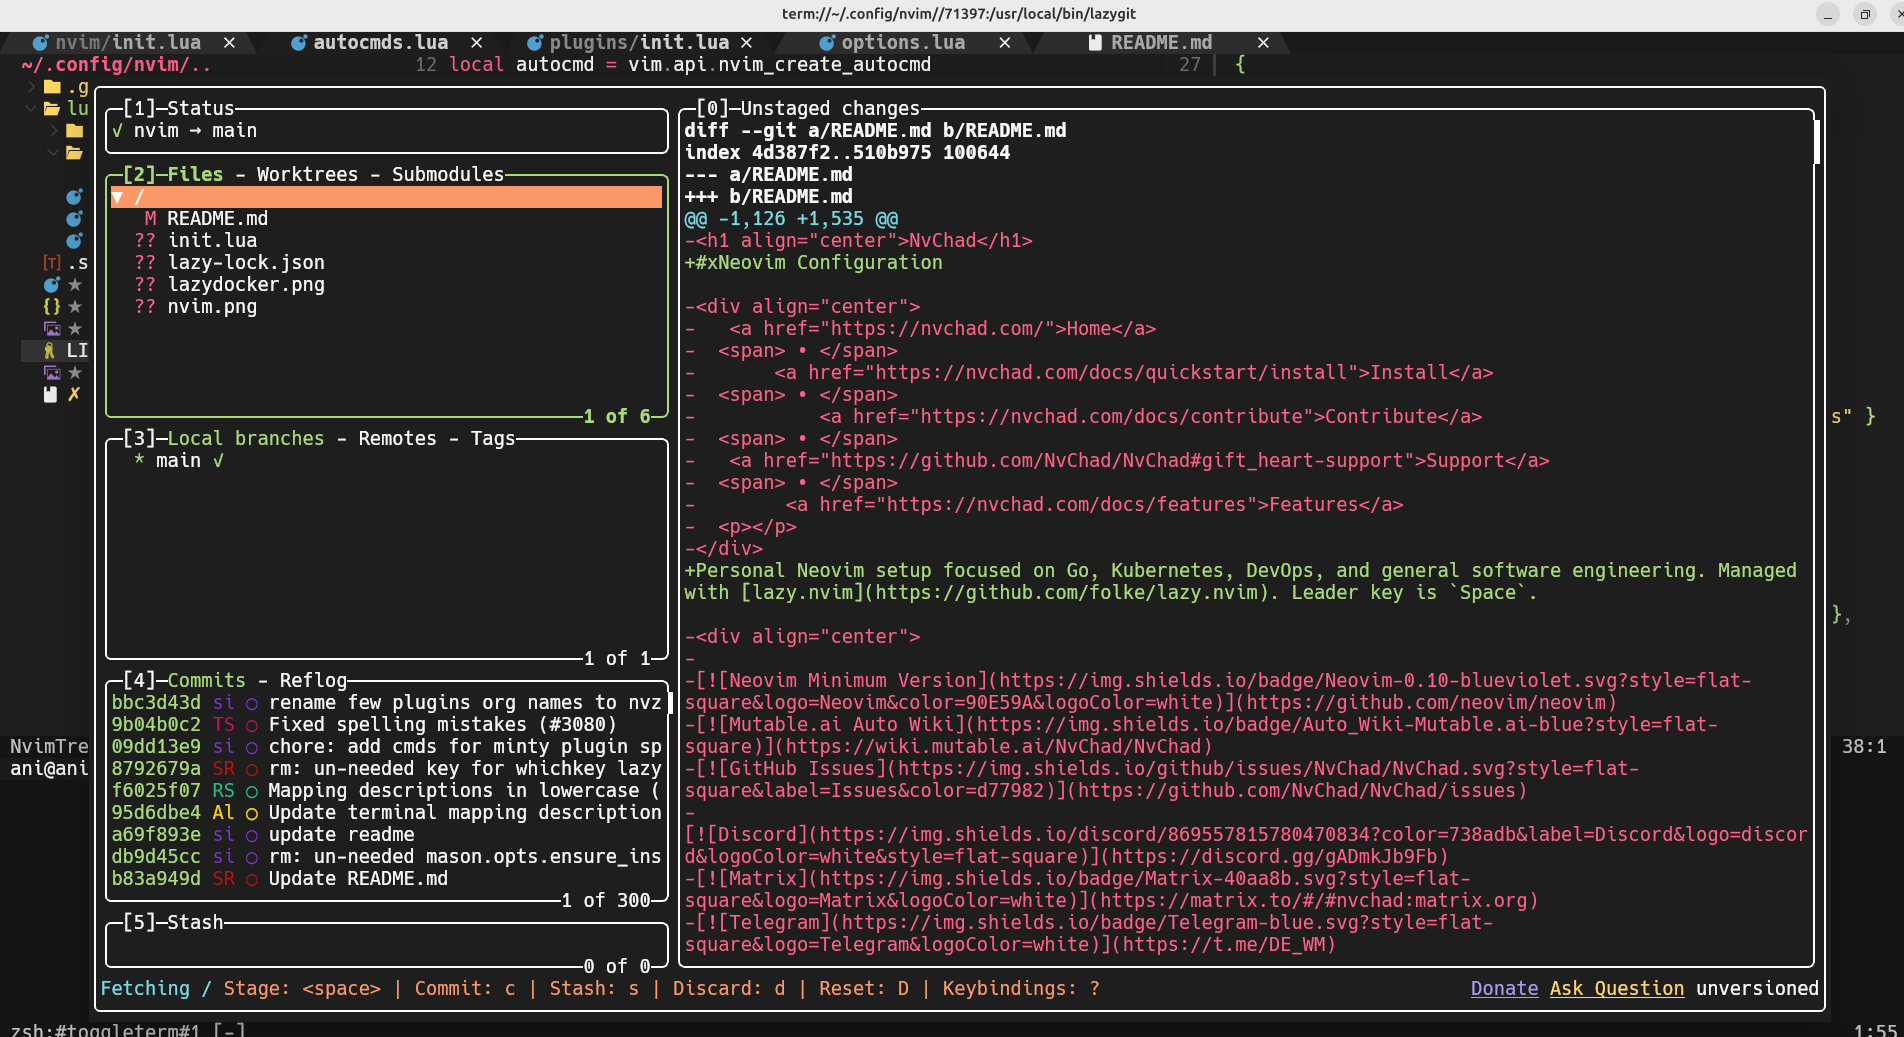 term://~/.config/nvim//71397:/usr/local/bin/lazygit
nvim/init.lua ✕ autocmds.lua ✕ plugins/init.lua ✕ options.lua ✕ README.md ✕
~/.config/nvim/.. 12 local autocmd = vim.api.nvim_create_autocmd 27 {
.g
lu
[T] .s
{} ★
LI
[1]─Status
✓ nvim → main
[2]─Files - Worktrees - Submodules
▼ /
M README.md
?? init.lua
?? lazy-lock.json
?? lazydocker.png
?? nvim.png
1 of 6
[3]─Local branches - Remotes - Tags
* main ✓
1 of 1
[4]─Commits - Reflog
bbc3d43d si ○ rename few plugins org names to nvz
9b04b0c2 TS ○ Fixed spelling mistakes (#3080)
09dd13e9 si ○ chore: add cmds for minty plugin sp
8792679a SR ○ rm: un-needed key for whichkey lazy
f6025f07 RS ○ Mapping descriptions in lowercase (
95d6dbe4 Al ○ Update terminal mapping description
a69f893e si ○ update readme
db9d45cc si ○ rm: un-needed mason.opts.ensure_ins
b83a949d SR ○ Update README.md
1 of 300
[5]─Stash
0 of 0
[0]─Unstaged changes
diff --git a/README.md b/README.md
index 4d387f2..510b975 100644
--- a/README.md
+++ b/README.md
@@ -1,126 +1,535 @@
-<h1 align="center">NvChad</h1>
+#xNeovim Configuration
-<div align="center">
-   <a href="https://nvchad.com/">Home</a>
-  <span> • </span>
-       <a href="https://nvchad.com/docs/quickstart/install">Install</a>
-  <span> • </span>
-           <a href="https://nvchad.com/docs/contribute">Contribute</a>
-  <span> • </span>
-   <a href="https://github.com/NvChad/NvChad#gift_heart-support">Support</a>
-  <span> • </span>
-        <a href="https://nvchad.com/docs/features">Features</a>
-  <p></p>
-</div>
+Personal Neovim setup focused on Go, Kubernetes, DevOps, and general software engineering. Managed
with [lazy.nvim](https://github.com/folke/lazy.nvim). Leader key is `Space`.
-<div align="center">
-
-[![Neovim Minimum Version](https://img.shields.io/badge/Neovim-0.10-blueviolet.svg?style=flat-
square&logo=Neovim&color=90E59A&logoColor=white)](https://github.com/neovim/neovim)
-[![Mutable.ai Auto Wiki](https://img.shields.io/badge/Auto_Wiki-Mutable.ai-blue?style=flat-
square)](https://wiki.mutable.ai/NvChad/NvChad)
-[![GitHub Issues](https://img.shields.io/github/issues/NvChad/NvChad.svg?style=flat-
square&label=Issues&color=d77982)](https://github.com/NvChad/NvChad/issues)
-
[![Discord](https://img.shields.io/discord/869557815780470834?color=738adb&label=Discord&logo=discor
d&logoColor=white&style=flat-square)](https://discord.gg/gADmkJb9Fb)
-[![Matrix](https://img.shields.io/badge/Matrix-40aa8b.svg?style=flat-
square&logo=Matrix&logoColor=white)](https://matrix.to/#/#nvchad:matrix.org)
-[![Telegram](https://img.shields.io/badge/Telegram-blue.svg?style=flat-
square&logo=Telegram&logoColor=white)](https://t.me/DE_WM)
s" }
},
NvimTre 38:1
ani@ani
Fetching / Stage: <space> | Commit: c | Stash: s | Discard: d | Reset: D | Keybindings: ? Donate Ask Question unversioned
zsh;#toggleterm#1 [-] 1:55